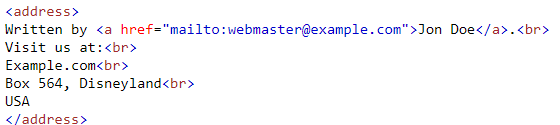 <address>
Written by <a href="mailto:webmaster@example.com">Jon Doe</a>.<br>
Visit us at:<br>
Example.com<br>
Box 564, Disneyland<br>
USA
</address>